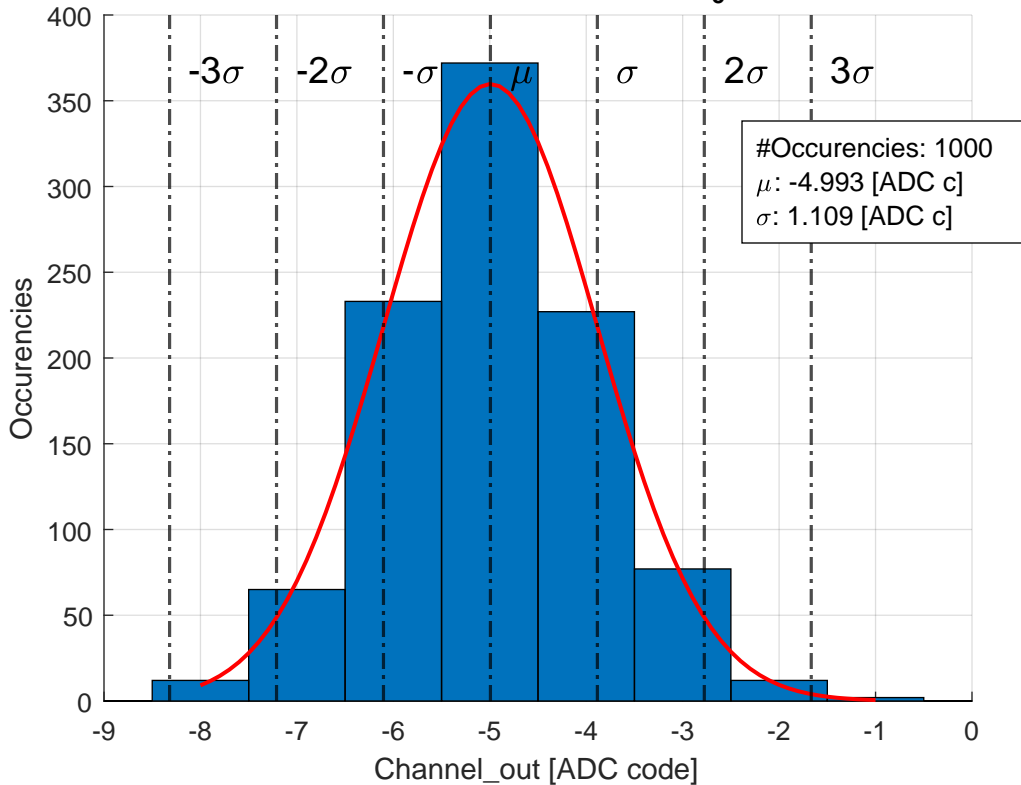 400
350
300
250
200
150
100
50
0
Occurencies
-3σ -2σ -σ μ σ 2σ 3σ
#Occurencies: 1000
μ: -4.993 [ADC c]
σ: 1.109 [ADC c]
-9 -8 -7 -6 -5 -4 -3 -2 -1 0
Channel_out [ADC code]